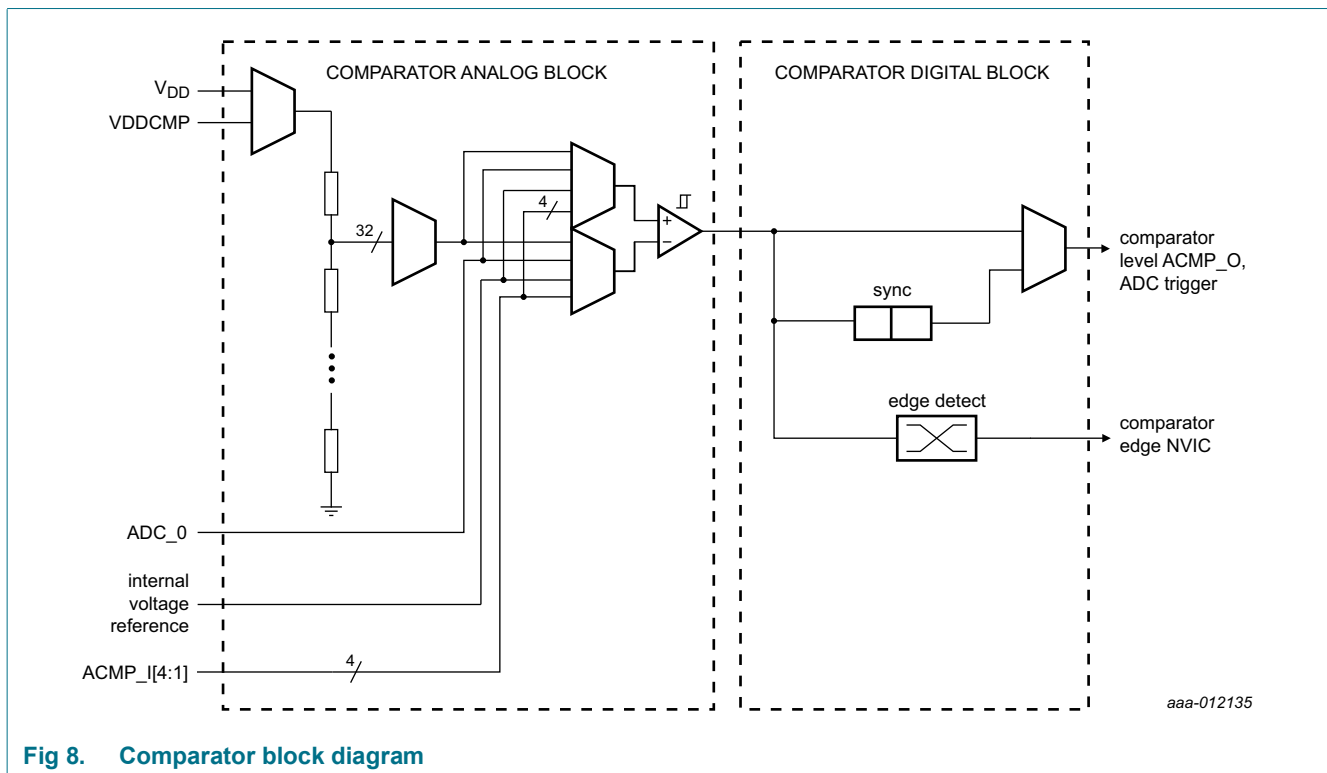 COMPARATOR ANALOG BLOCK
COMPARATOR DIGITAL BLOCK
VDD
VDDCMP
32
4
+
−
sync
edge detect
comparator
level ACMP_O,
ADC trigger
comparator
edge NVIC
ADC_0
internal
voltage
reference
ACMP_I[4:1]
4
aaa-012135
Fig 8. Comparator block diagram